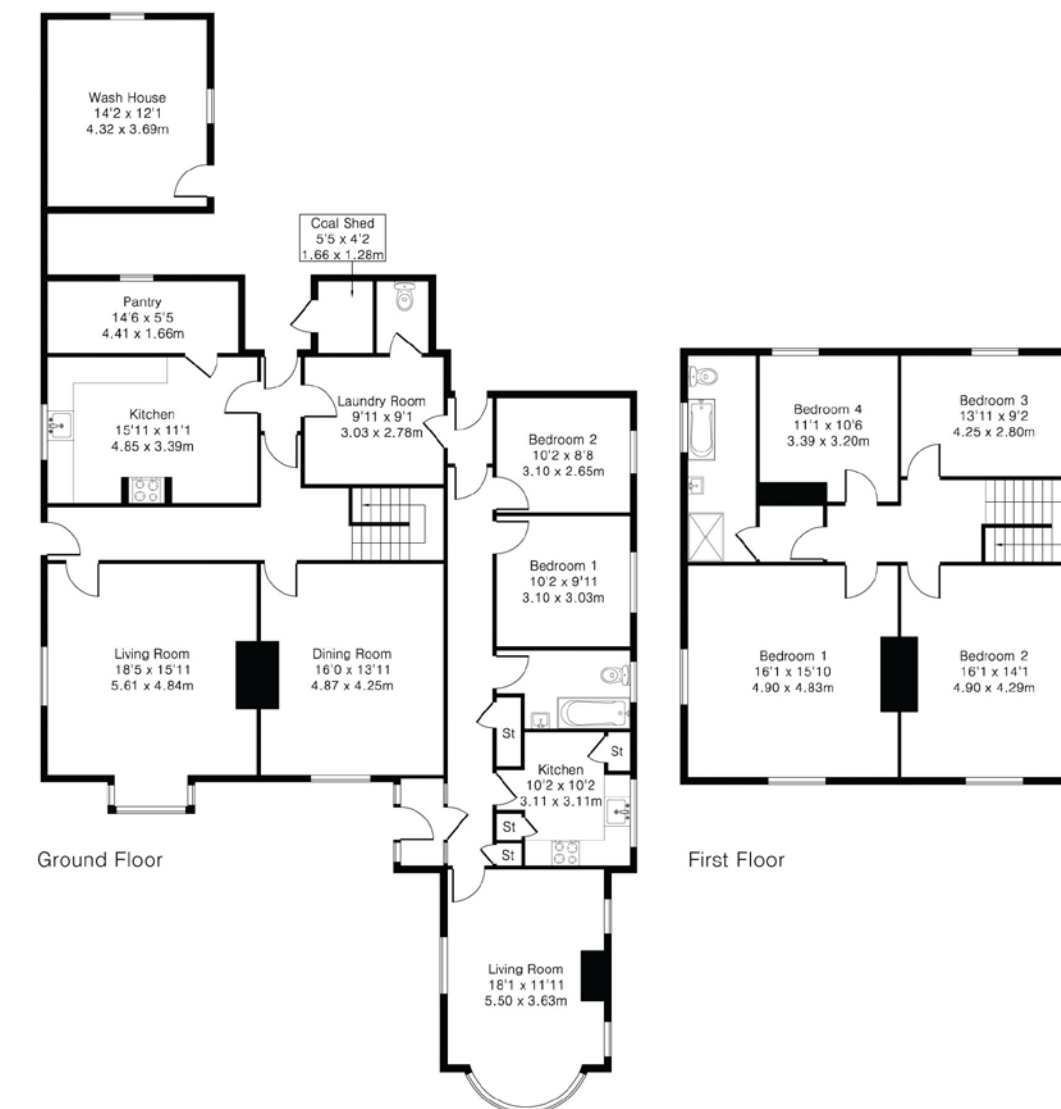 Wash House
14'2 x 12'1
4.32 x 3.69m
Coal Shed
5'5 x 4'2
1.66 x 1.28m
Pantry
14'6 x 5'5
4.41 x 1.66m
Kitchen
15'11 x 11'1
4.85 x 3.39m
Laundry Room
9'11 x 9'1
3.03 x 2.78m
Bedroom 2
10'2 x 8'8
3.10 x 2.65m
Bedroom 1
10'2 x 9'11
3.10 x 3.03m
Living Room
18'5 x 15'11
5.61 x 4.84m
Dining Room
16'0 x 13'11
4.87 x 4.25m
St
St
Kitchen
10'2 x 10'2
3.11 x 3.11m
St
St
Living Room
18'1 x 11'11
5.50 x 3.63m
Ground Floor
Bedroom 4
11'1 x 10'6
3.39 x 3.20m
Bedroom 3
13'11 x 9'2
4.25 x 2.80m
Bedroom 1
16'1 x 15'10
4.90 x 4.83m
Bedroom 2
16'1 x 14'1
4.90 x 4.29m
First Floor